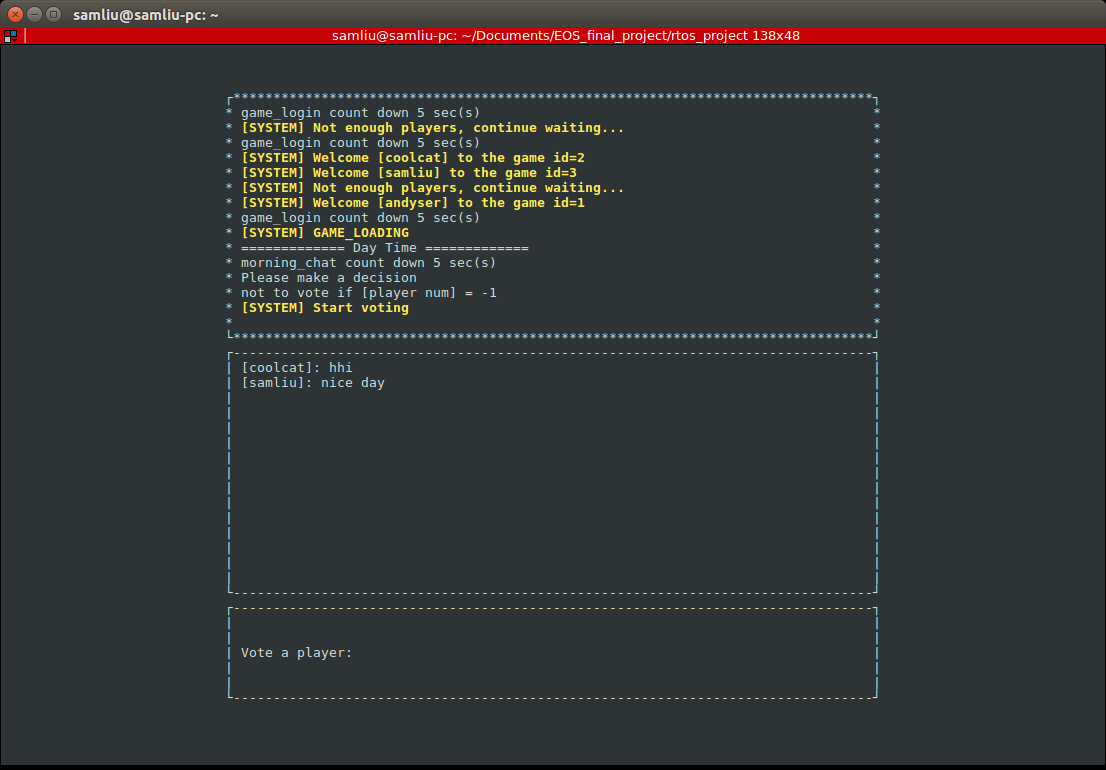 samliu@samliu-pc: ~
samliu@samliu-pc: ~/Documents/EOS_final_project/rtos_project 138x48
* game_login count down 5 sec(s) *
* [SYSTEM] Not enough players, continue waiting... *
* game_login count down 5 sec(s) *
* [SYSTEM] Welcome [coolcat] to the game id=2 *
* [SYSTEM] Welcome [samliu] to the game id=3 *
* [SYSTEM] Not enough players, continue waiting... *
* [SYSTEM] Welcome [andyser] to the game id=1 *
* game_login count down 5 sec(s) *
* [SYSTEM] GAME_LOADING *
* ============= Day Time ============= *
* morning_chat count down 5 sec(s) *
* Please make a decision *
* not to vote if [player num] = -1 *
* [SYSTEM] Start voting *
[coolcat]: hhi
[samliu]: nice day
Vote a player: